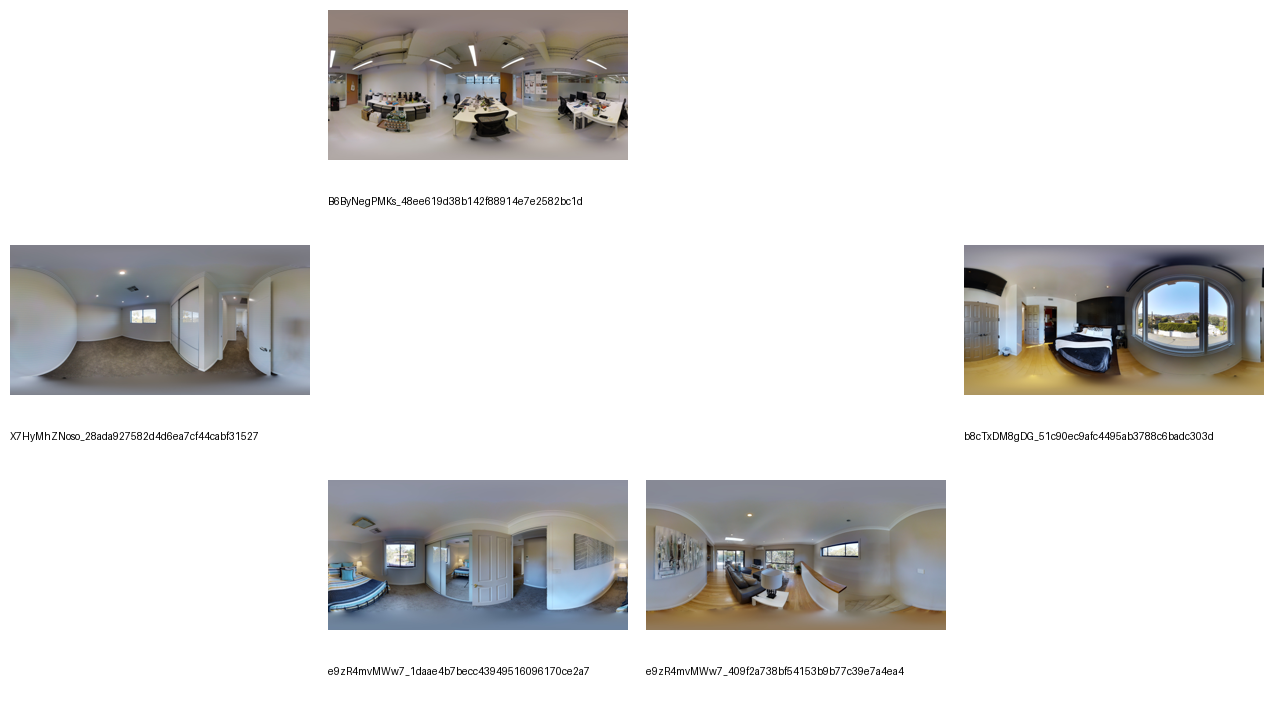 B6ByNegPMKs_48ee619d38b142f88914e7e2582bc1d
X7HyMhZNoso_28ada927582d4d6ea7cf44cabf31527
b8cTxDM8gDG_51c90ec9afc4495ab3788c6badc303d
e9zR4mvMWw7_1daae4b7becc43949516096170ce2a7
e9zR4mvMWw7_409f2a738bf54153b9b77c39e7a4ea4